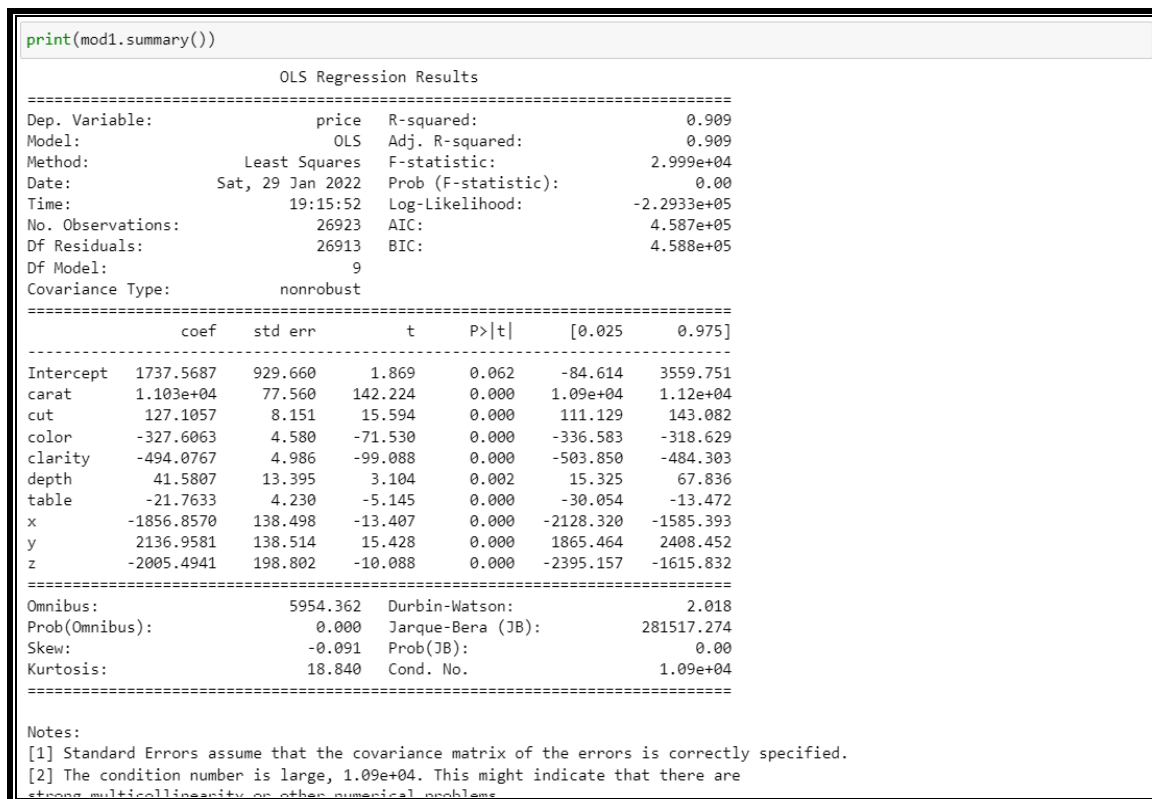 print(mod1.summary())
OLS Regression Results
==============================================================================
Dep. Variable:                  price   R-squared:                       0.909
Model:                            OLS   Adj. R-squared:                  0.909
Method:                 Least Squares   F-statistic:                 2.999e+04
Date:                Sat, 29 Jan 2022   Prob (F-statistic):               0.00
Time:                        19:15:52   Log-Likelihood:            -2.2933e+05
No. Observations:               26923   AIC:                         4.587e+05
Df Residuals:                   26913   BIC:                         4.588e+05
Df Model:                           9
Covariance Type:            nonrobust
==============================================================================
coef    std err          t      P>|t|      [0.025      0.975]
------------------------------------------------------------------------------
Intercept   1737.5687    929.660      1.869      0.062     -84.614    3559.751
carat       1.103e+04     77.560    142.224      0.000    1.09e+04    1.12e+04
cut          127.1057      8.151     15.594      0.000     111.129     143.082
color       -327.6063      4.580    -71.530      0.000    -336.583    -318.629
clarity     -494.0767      4.986    -99.088      0.000    -503.850    -484.303
depth         41.5807     13.395      3.104      0.002      15.325      67.836
table        -21.7633      4.230     -5.145      0.000     -30.054     -13.472
x          -1856.8570    138.498    -13.407      0.000   -2128.320   -1585.393
y           2136.9581    138.514     15.428      0.000    1865.464    2408.452
z          -2005.4941    198.802    -10.088      0.000   -2395.157   -1615.832
==============================================================================
Omnibus:                     5954.362   Durbin-Watson:                   2.018
Prob(Omnibus):                  0.000   Jarque-Bera (JB):           281517.274
Skew:                          -0.091   Prob(JB):                         0.00
Kurtosis:                      18.840   Cond. No.                     1.09e+04
==============================================================================
Notes:
[1] Standard Errors assume that the covariance matrix of the errors is correctly specified.
[2] The condition number is large, 1.09e+04. This might indicate that there are
strong multicollinearity or other numerical problems